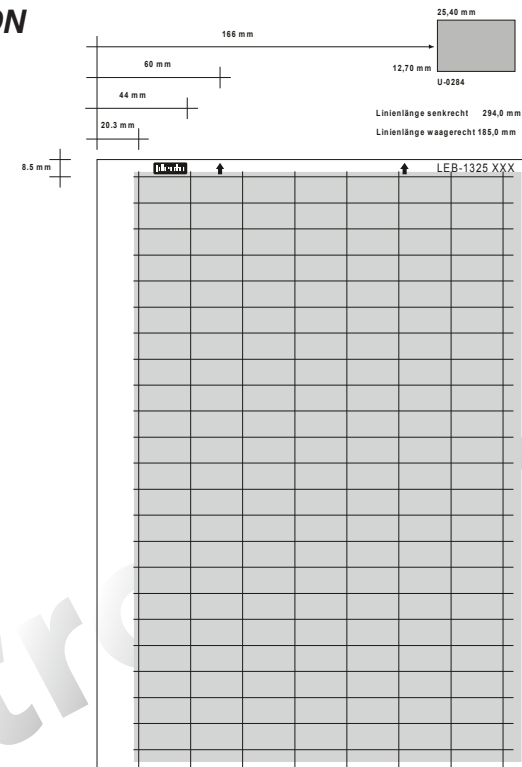 ON
25,40 mm
166 mm
60 mm
12,70 mm
U-0284
44 mm
Linienlänge senkrecht 294,0 mm
20.3 mm
Linienlänge waagerecht 185,0 mm
8.5 mm
LEB-1325 XXX
tro